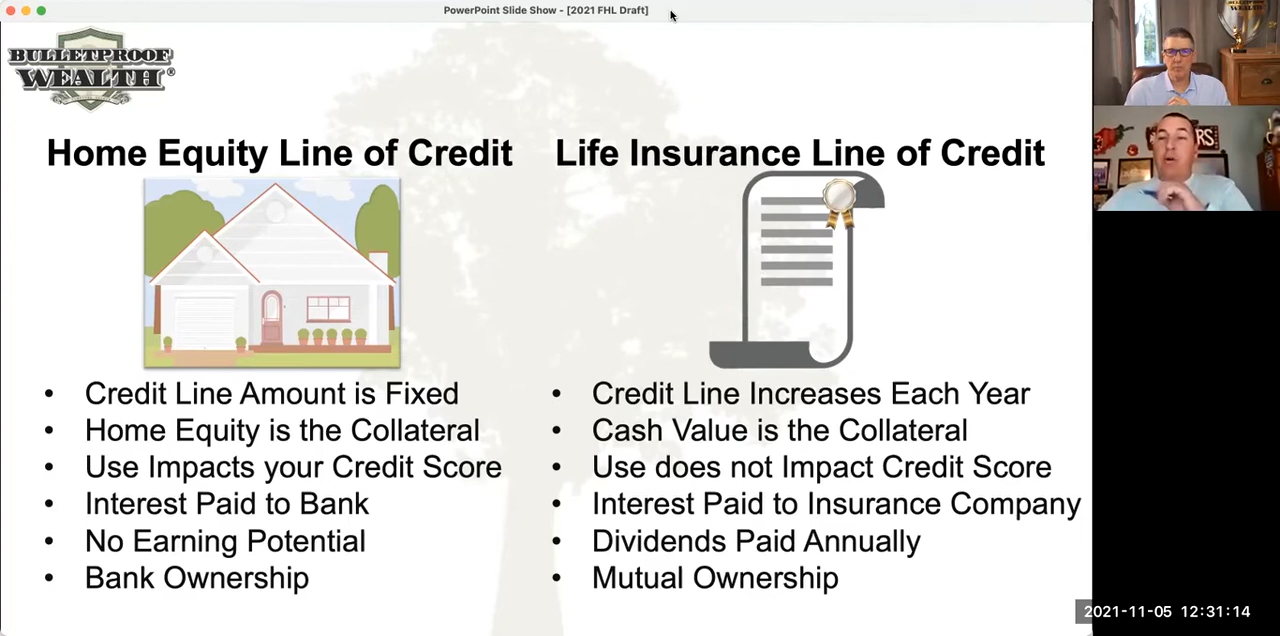 PowerPoint Slide Show - [2021 FHL Draft]
BULLETPROOF
WEALTH®
Home Equity Line of Credit
• Credit Line Amount is Fixed
• Home Equity is the Collateral
• Use Impacts your Credit Score
• Interest Paid to Bank
• No Earning Potential
• Bank Ownership
Life Insurance Line of Credit
• Credit Line Increases Each Year
• Cash Value is the Collateral
• Use does not Impact Credit Score
• Interest Paid to Insurance Company
• Dividends Paid Annually
• Mutual Ownership
2021-11-05 12:31:14